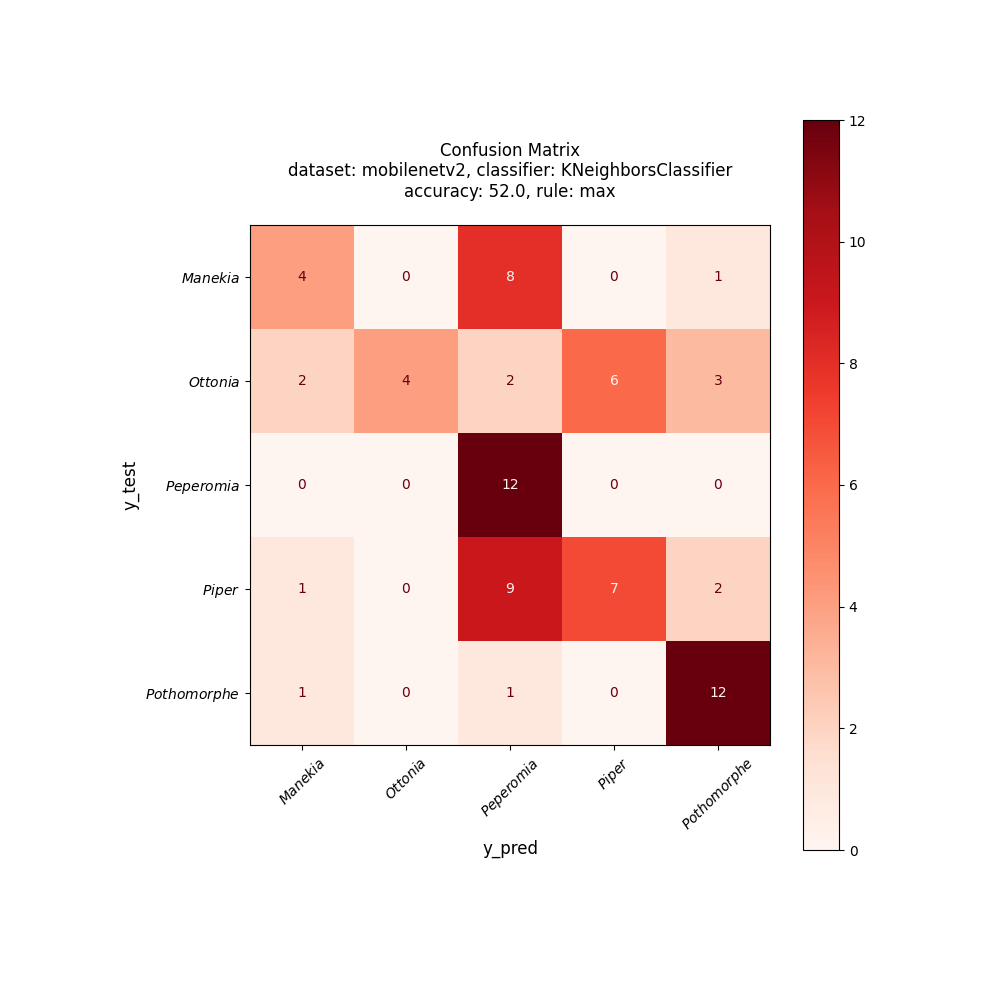 Confusion Matrix
dataset: mobilenetv2, classifier: KNeighborsClassifier
accuracy: 52.0, rule: max
Manekia 4 0 8 0 1
Ottonia 2 4 2 6 3
Peperomia 0 0 12 0 0
Piper 1 0 9 7 2
Pothomorphe 1 0 1 0 12
Manekia Ottonia Peperomia Piper Pothomorphe
y_pred
y_test
12
10
8
6
4
2
0